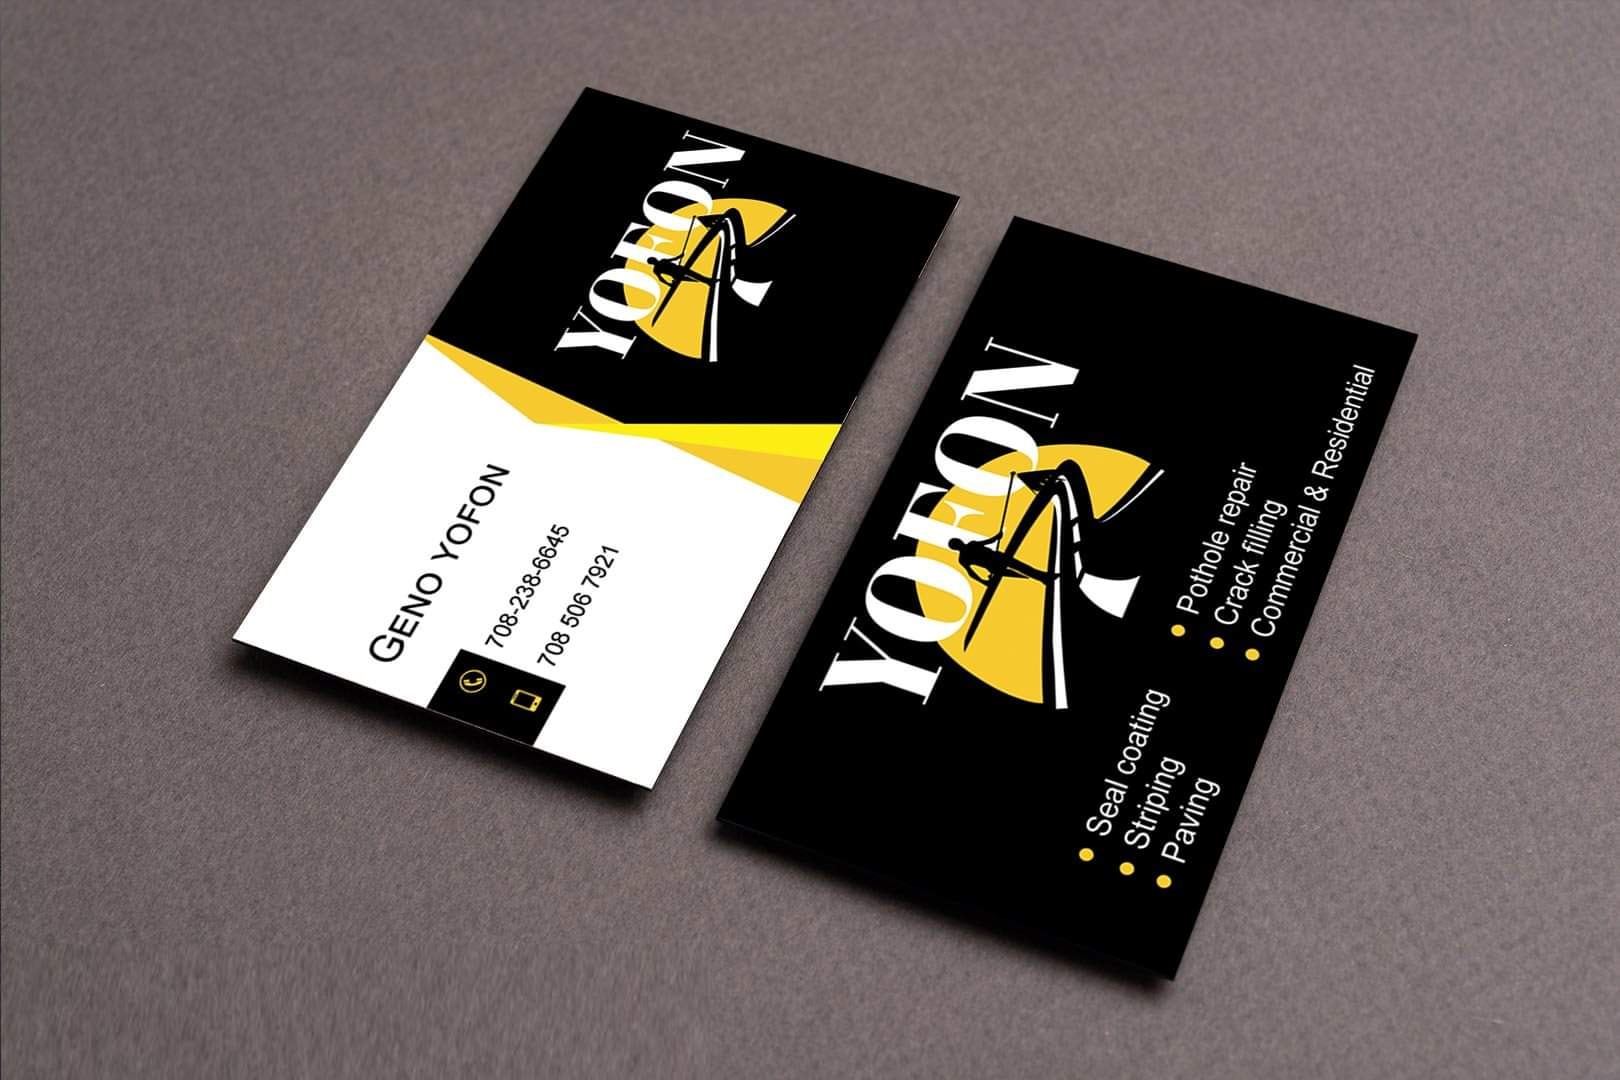 YOFON
GENO YOFON
708-238-6645
708 506 7921
YOFON
Seal coating
Striping
Paving
Pothole repair
Crack filling
Commercial & Residential